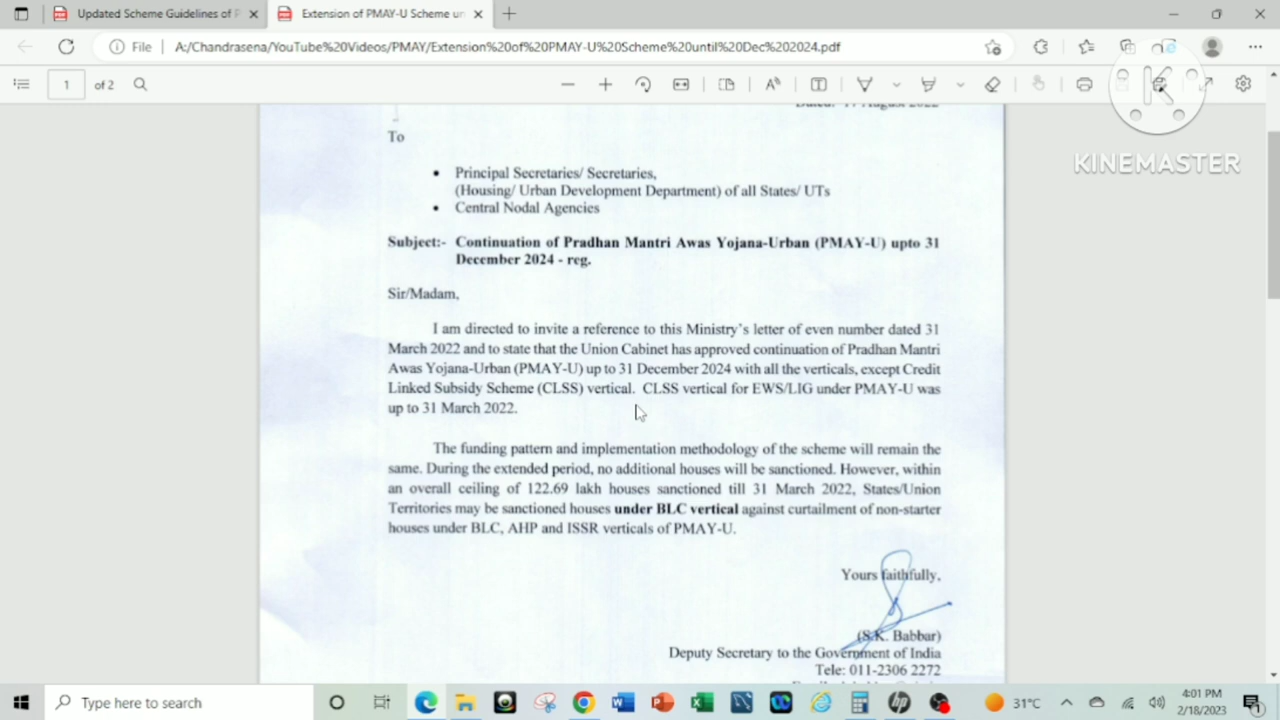 Updated Scheme Guidelines of P
Extension of PMAY-U Scheme un
File
A:/Chandrasena/YouTube%20Videos/PMAY/Extension%20of%20PMAY-U%20Scheme%20until%20Dec%202024.pdf
1 of 2
K
KINEMASTER
Dated: 17 August 2022
To
• Principal Secretaries/ Secretaries,
(Housing/ Urban Development Department) of all States/ UTs
• Central Nodal Agencies
Subject:- Continuation of Pradhan Mantri Awas Yojana-Urban (PMAY-U) upto 31
December 2024 - reg.
Sir/Madam,
I am directed to invite a reference to this Ministry's letter of even number dated 31
March 2022 and to state that the Union Cabinet has approved continuation of Pradhan Mantri
Awas Yojana-Urban (PMAY-U) up to 31 December 2024 with all the verticals, except Credit
Linked Subsidy Scheme (CLSS) vertical. CLSS vertical for EWS/LIG under PMAY-U was
up to 31 March 2022.
The funding pattern and implementation methodology of the scheme will remain the
same. During the extended period, no additional houses will be sanctioned. However, within
an overall ceiling of 122.69 lakh houses sanctioned till 31 March 2022, States/Union
Territories may be sanctioned houses under BLC vertical against curtailment of non-starter
houses under BLC, AHP and ISSR verticals of PMAY-U.
Yours faithfully,
(S.K. Babbar)
Deputy Secretary to the Government of India
Tele: 011-2306 2272
Type here to search
31°C
4:01 PM
2/18/2023